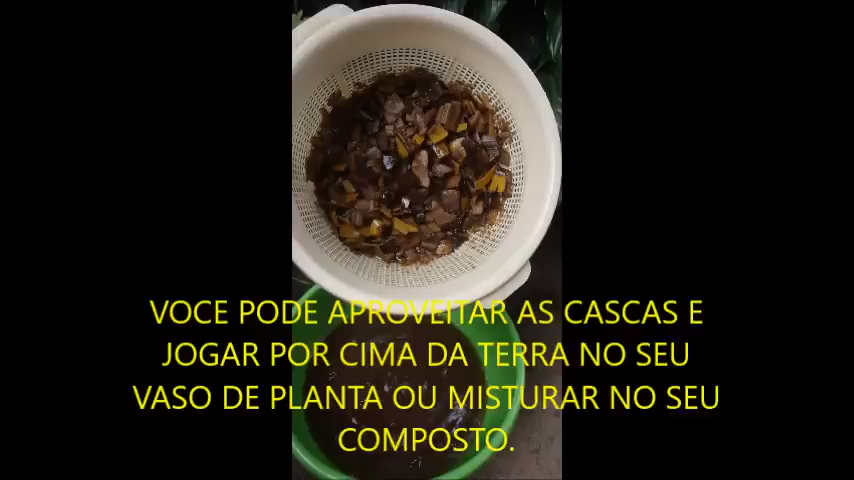 VOCE PODE APROVEITAR AS CASCAS E
JOGAR POR CIMA DA TERRA NO SEU
VASO DE PLANTA OU MISTURAR NO SEU
COMPOSTO.